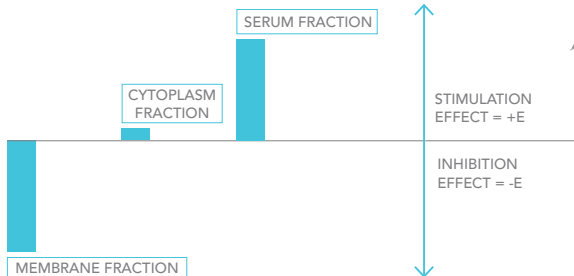 SERUM FRACTION
CYTOPLASM
FRACTION
STIMULATION
EFFECT = +E
INHIBITION
EFFECT = -E
MEMBRANE FRACTION